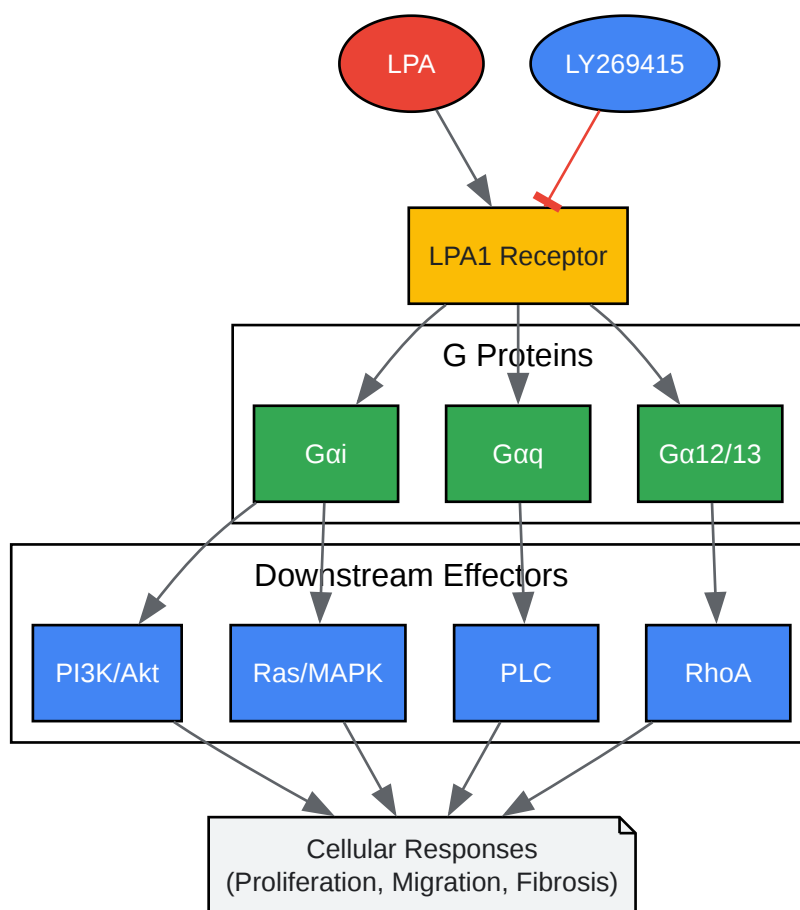 LPA
LY269415
LPA1 Receptor
G Proteins
Gαi
Gαq
Gα12/13
Downstream Effectors
PI3K/Akt
Ras/MAPK
PLC
RhoA
Cellular Responses
(Proliferation, Migration, Fibrosis)